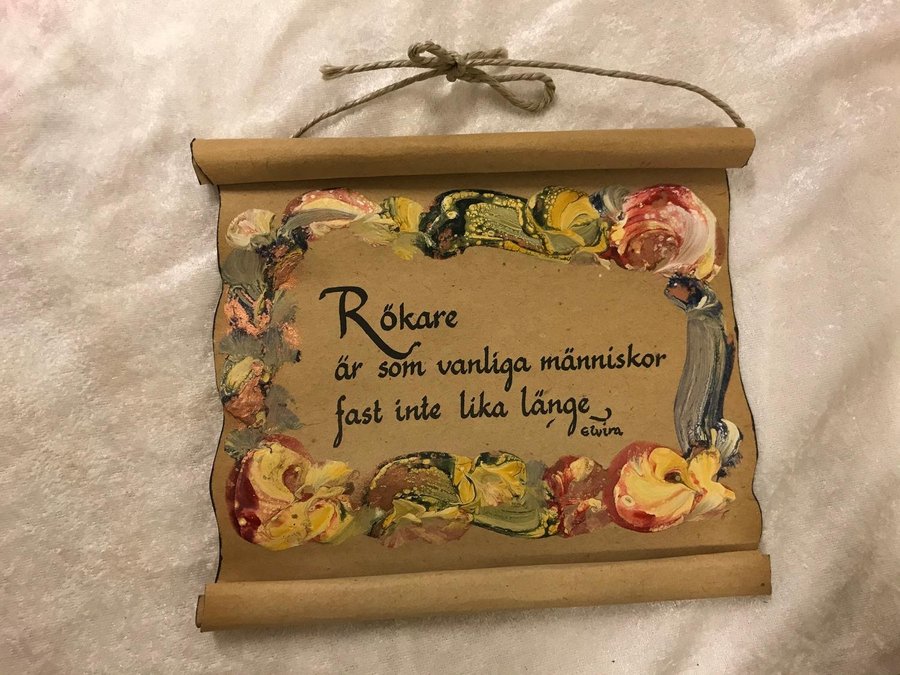 Rökare
är som vanliga människor
fast inte lika länge
Elvira